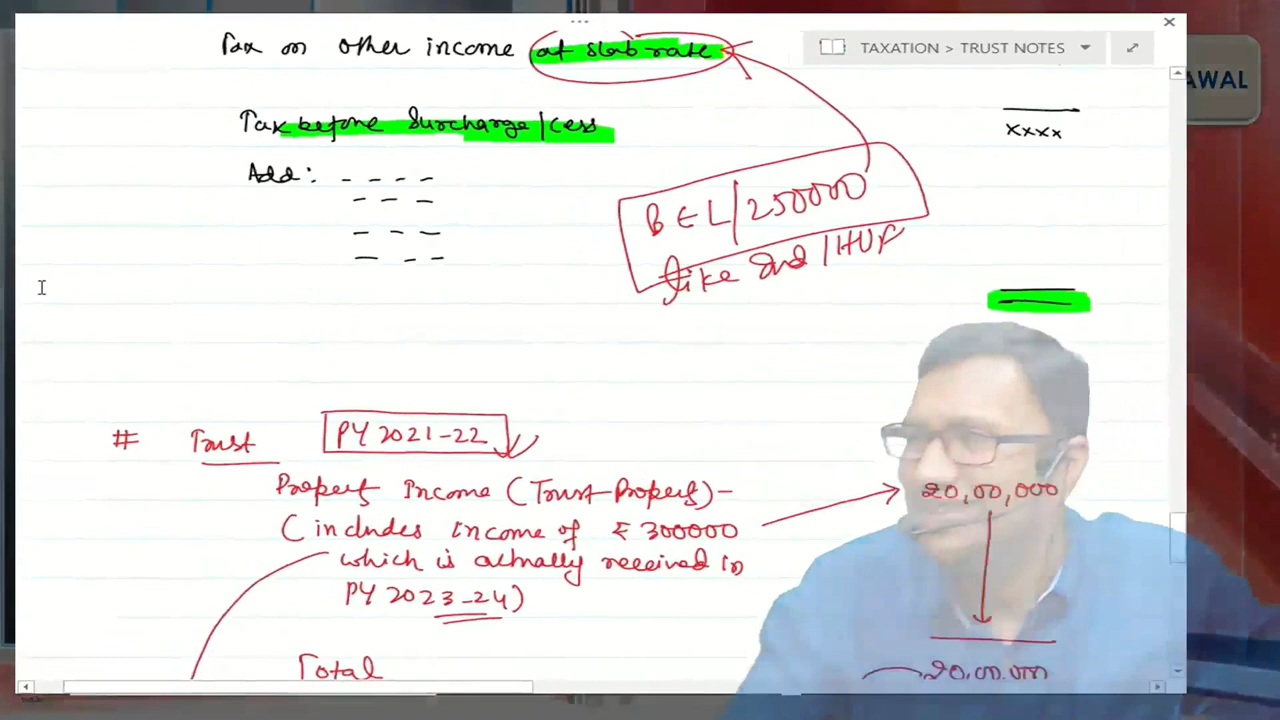 Tax on other income at slab rate
TAXATION > TRUST NOTES
AWAL
Tax before Surcharge/Cess
xxxx
Add:
B E L/250000
like Ind/HUF
# Trust PY 2021-22
Property Income (Trust Property)- 20,00,000
(includes Income of ₹ 300000
which is actually received in
PY 2023-24)
Total 20,00,000